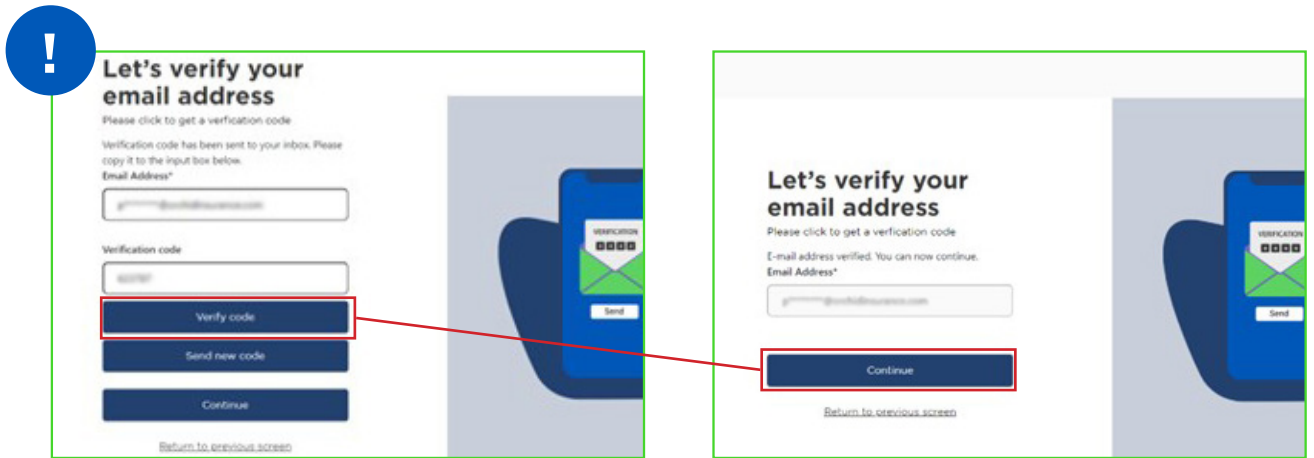 !
Let's verify your
email address
Please click to get a verfication code
Verification code has been sent to your inbox. Please
copy it to the input box below.
Email Address*
Verification code
Verify code
Send new code
Continue
Return to previous screen
VERIFICATION
Send
Let's verify your
email address
Please click to get a verfication code
E-mail address verified. You can now continue.
Email Address*
Continue
Return to previous screen
VERIFICATION
Send